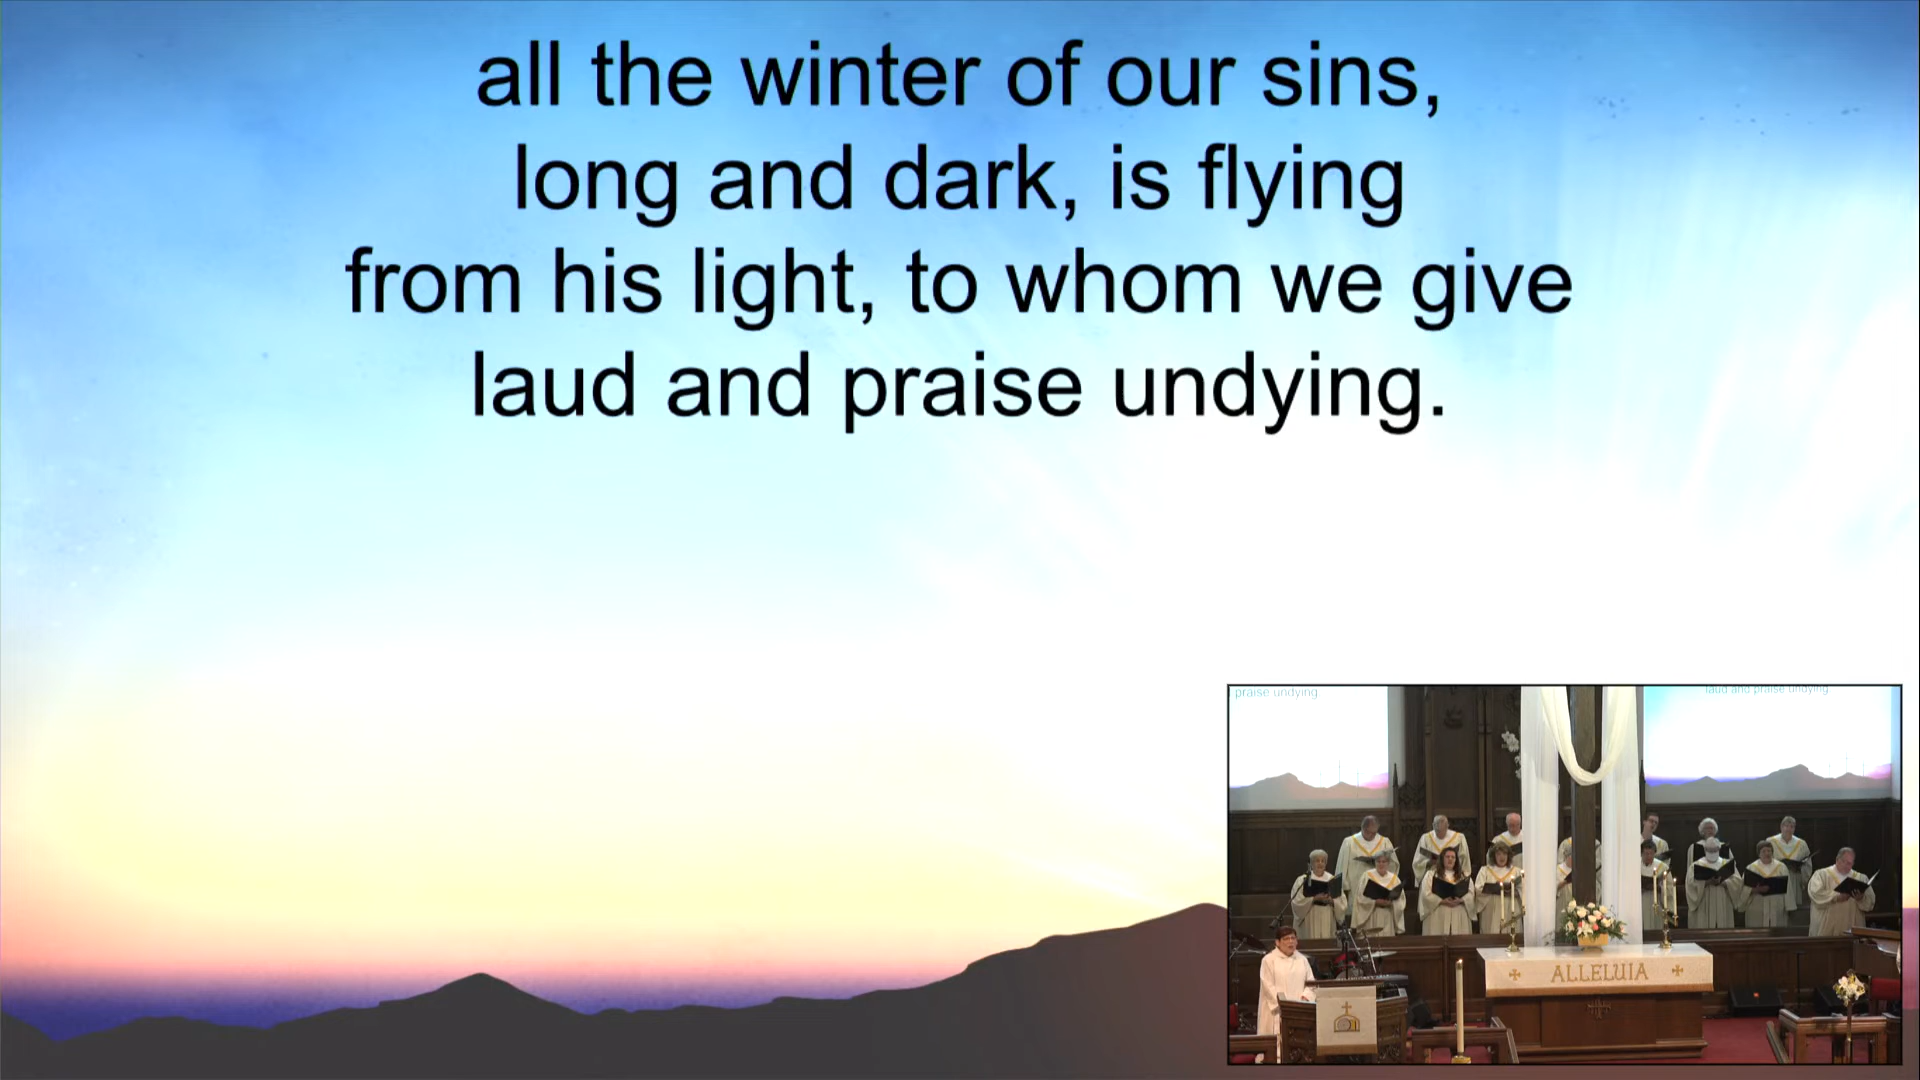 all the winter of our sins,
long and dark, is flying
from his light, to whom we give
laud and praise undying.
praise undying.
laud and praise undying.
ALLELUIA